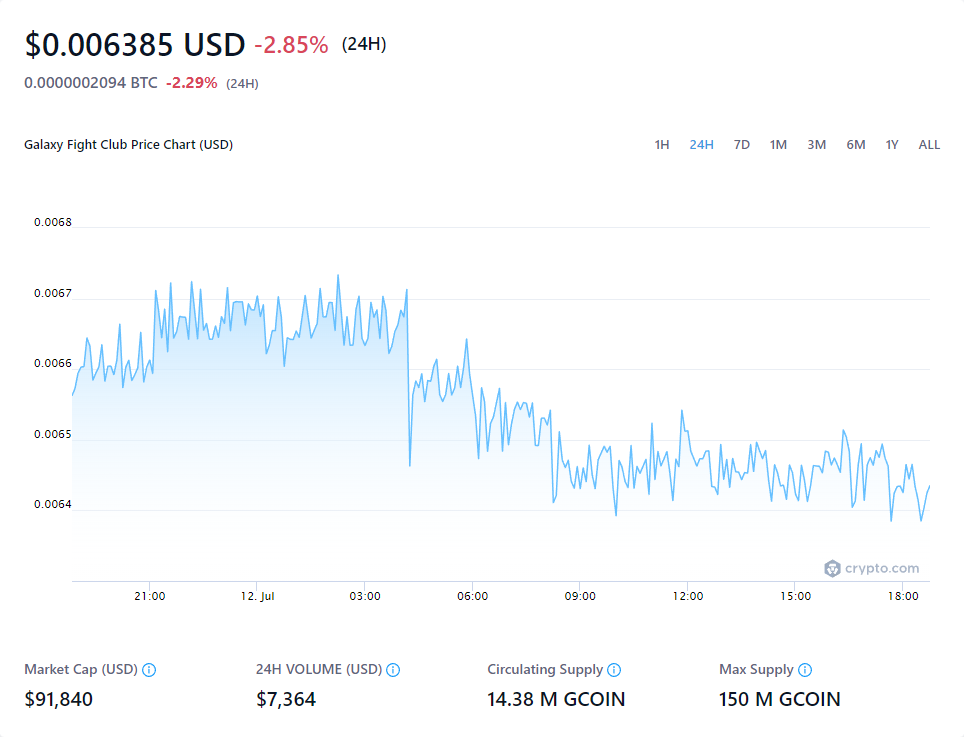 $0.006385 USD -2.85% (24H)
0.0000002094 BTC -2.29% (24H)
Galaxy Fight Club Price Chart (USD) 1H 24H 7D 1M 3M 6M 1Y ALL
0.0068
0.0067
0.0066
0.0065
0.0064
crypto.com
21:00 12. Jul 03:00 06:00 09:00 12:00 15:00 18:00
Market Cap (USD) 24H VOLUME (USD) Circulating Supply Max Supply
$91,840 $7,364 14.38 M GCOIN 150 M GCOIN